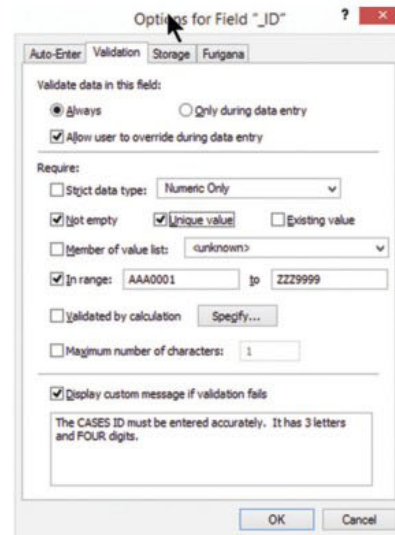 Options for Field "_ID"
?
Auto-Enter Validation Storage Furigana
Validate data in this field:
Always Only during data entry
Allow user to override during data entry
Require:
Strict data type: Numeric Only
Not empty Unique value Existing value
Member of value list: <unknown>
In range: AAA0001 to ZZZ9999
Validated by calculation Specify...
Maximum number of characters: 1
Display custom message if validation fails
The CASES ID must be entered accurately. It has 3 letters
and FOUR digits.
OK Cancel